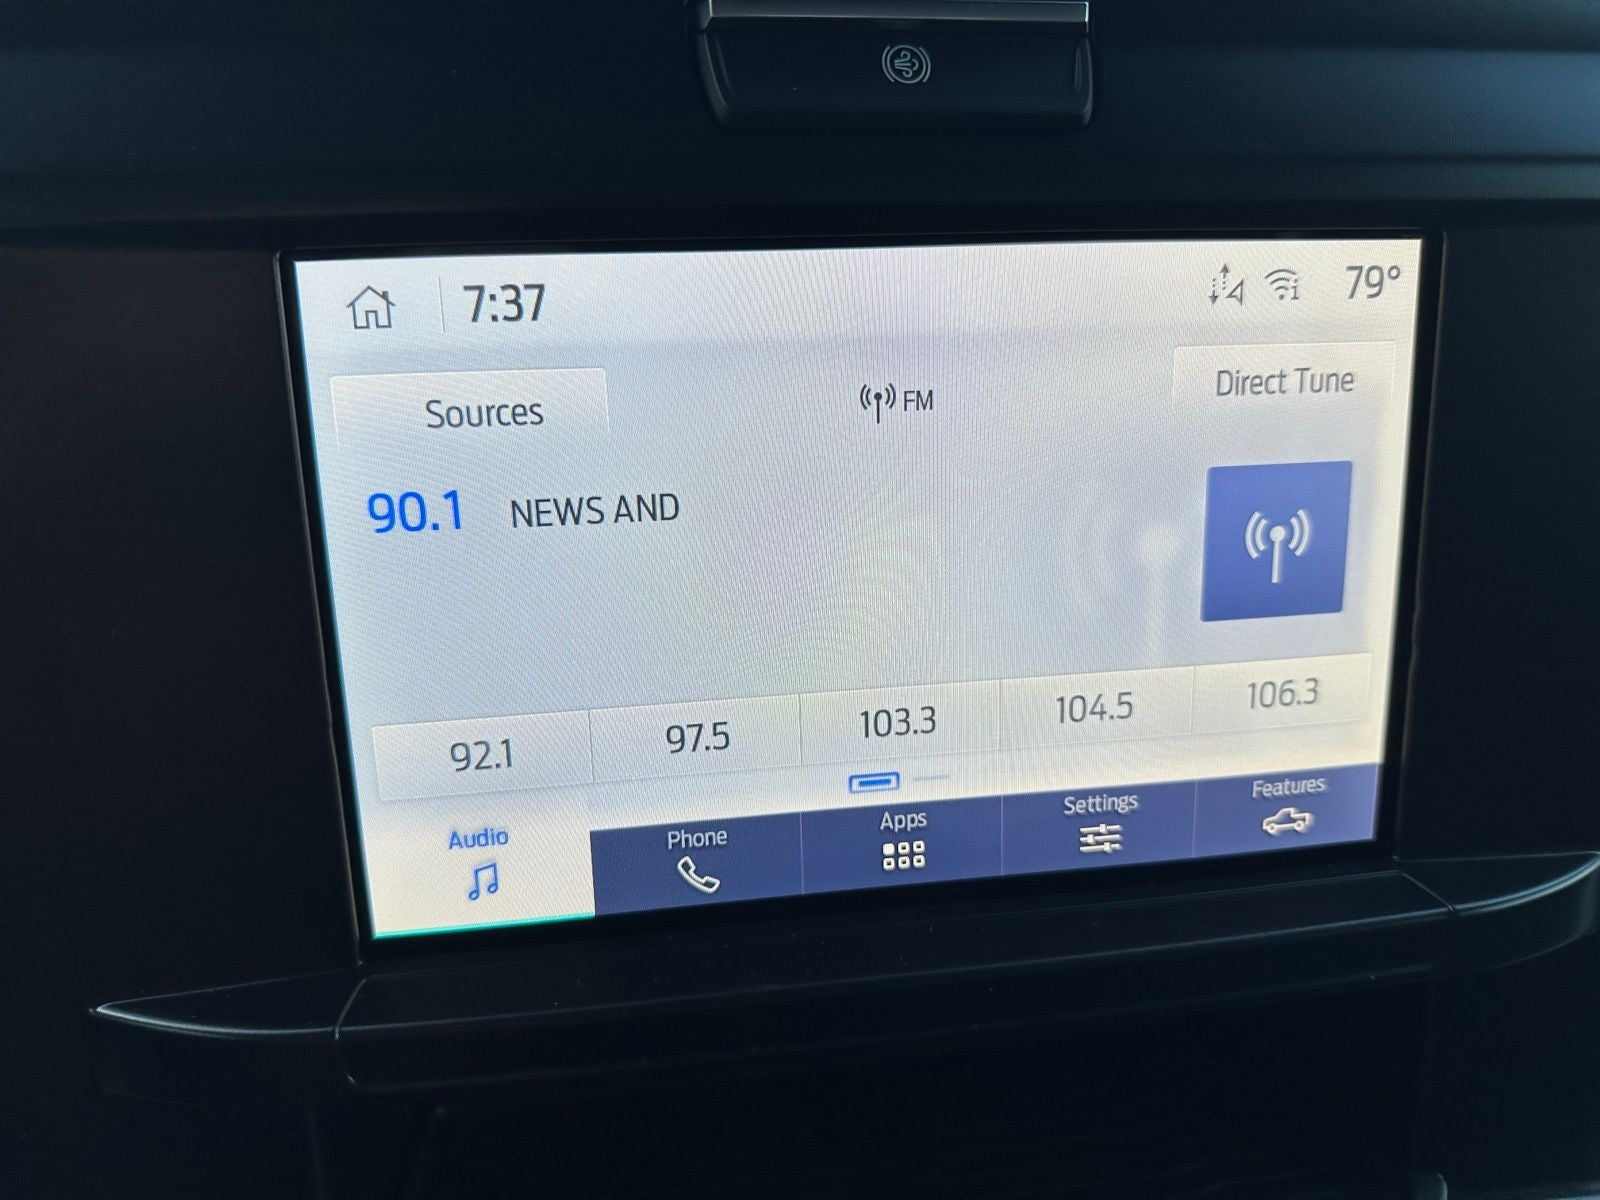 7:37
79°
Sources
FM
Direct Tune
90.1 NEWS AND
92.1 97.5 103.3 104.5 106.3
Audio Phone Apps Settings Features